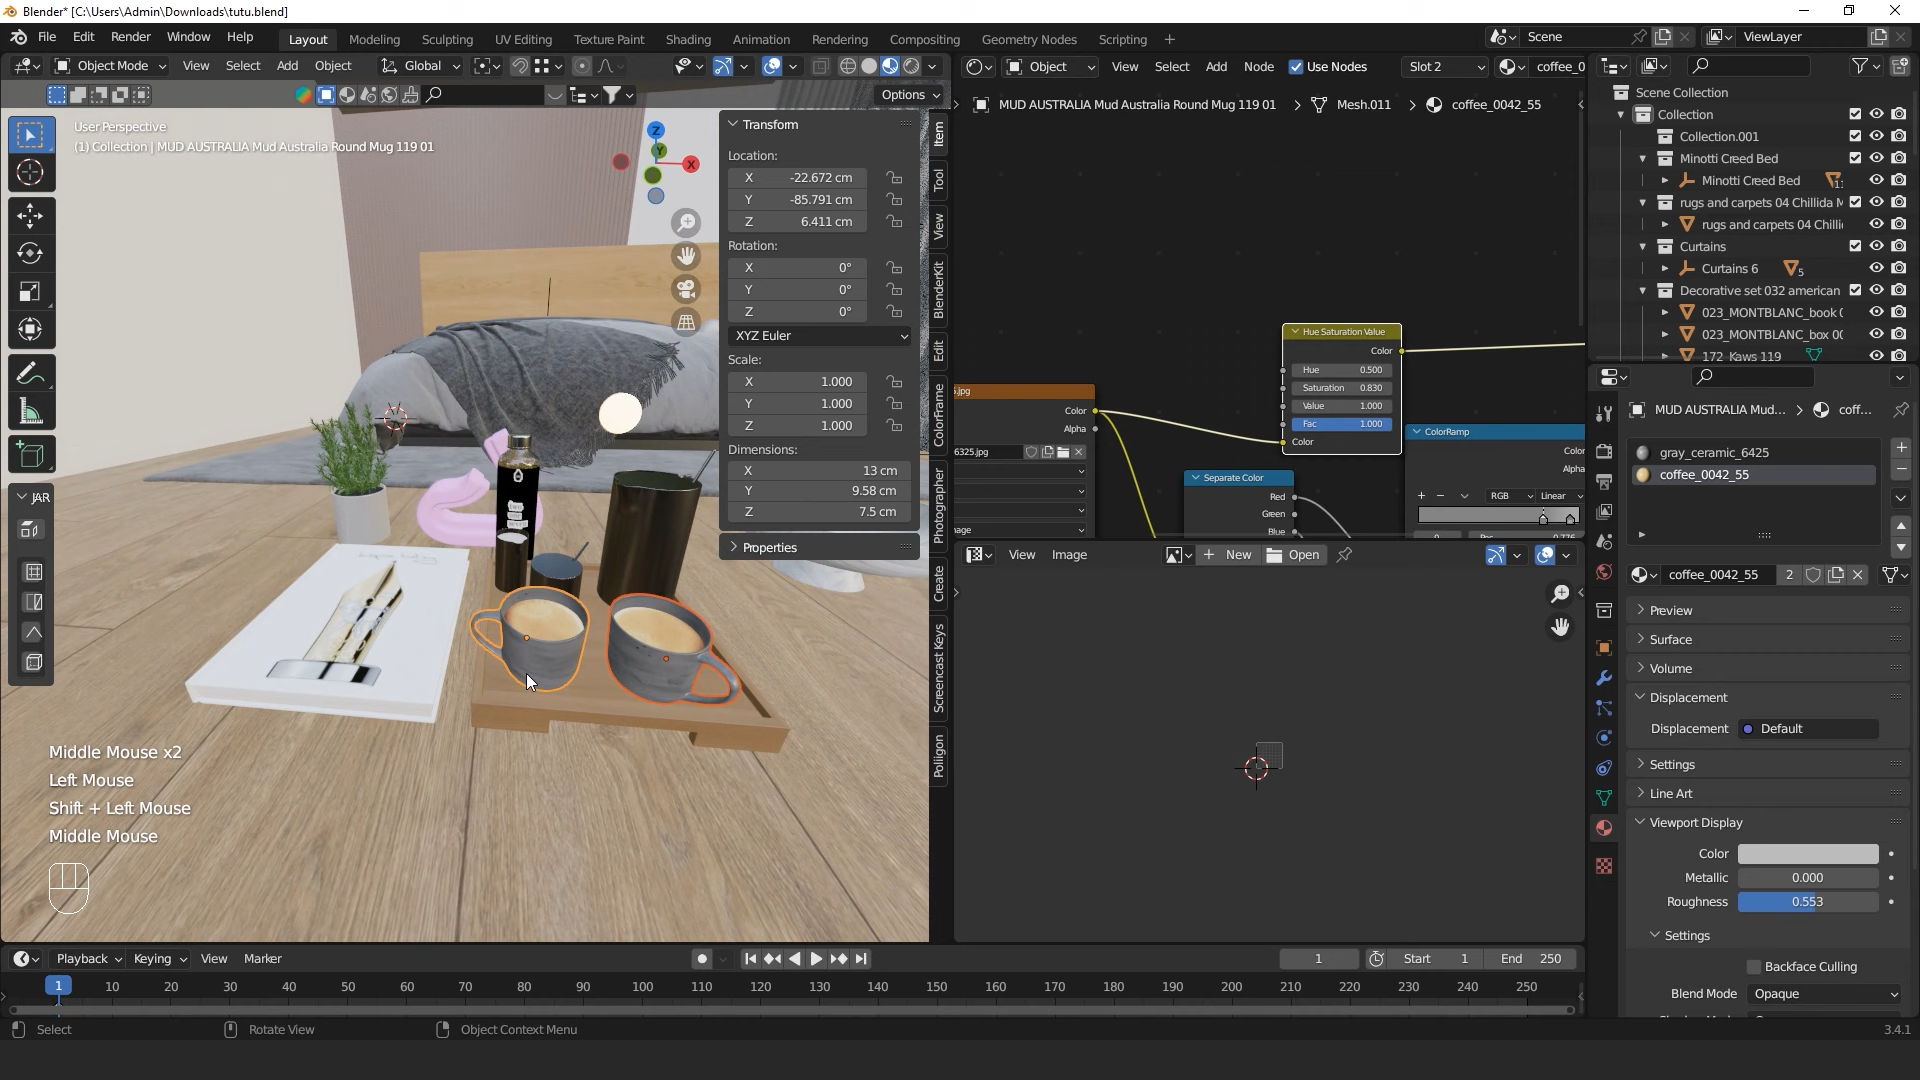 Blender* [C:\Users\Admin\Downloads\tutu.blend]
File Edit Render Window Help
Layout Modeling Sculpting UV Editing Texture Paint Shading Animation Rendering Compositing Geometry Nodes Scripting +
Scene
ViewLayer
Object Mode View Select Add Object Global
Options
User Perspective
(1) Collection | MUD AUSTRALIA Mud Australia Round Mug 119 01
Z
Y
X
JAR
Middle Mouse x2
Left Mouse
Shift + Left Mouse
Middle Mouse
Transform
Location:
X -22.672 cm
Y -85.791 cm
Z 6.411 cm
Rotation:
X 0°
Y 0°
Z 0°
XYZ Euler
Scale:
X 1.000
Y 1.000
Z 1.000
Dimensions:
X 13 cm
Y 9.58 cm
Z 7.5 cm
Properties
Item
Tool
View
BlenderKit
Edit
ColorFrame
Photographer
Create
Screencast Keys
Poliigon
Object View Select Add Node Use Nodes Slot 2 coffee_0
MUD AUSTRALIA Mud Australia Round Mug 119 01 > Mesh.011 > coffee_0042_55
.jpg
Color
Alpha
6325.jpg
mage
Hue Saturation Value
Color
Hue 0.500
Saturation 0.830
Value 1.000
Fac 1.000
Color
Separate Color
Red
Green
Blue
ColorRamp
Color
Alpha
+ − RGB Linear
0 Pos 0.776
View Image + New Open
Scene Collection
Collection
Collection.001
Minotti Creed Bed
Minotti Creed Bed 11
rugs and carpets 04 Chillida M
rugs and carpets 04 Chilli
Curtains
Curtains 6 5
Decorative set 032 american
023_MONTBLANC_book 0
023_MONTBLANC_box 00
172 Kaws 119
MUD AUSTRALIA Mud... > coff...
gray_ceramic_6425
coffee_0042_55
coffee_0042_55 2
Preview
Surface
Volume
Displacement
Displacement Default
Settings
Line Art
Viewport Display
Color
Metallic 0.000
Roughness 0.553
Settings
Backface Culling
Blend Mode Opaque
Playback Keying View Marker
1 Start 1 End 250
1 10 20 30 40 50 60 70 80 90 100 110 120 130 140 150 160 170 180 190 200 210 220 230 240 250
Select Rotate View Object Context Menu
3.4.1